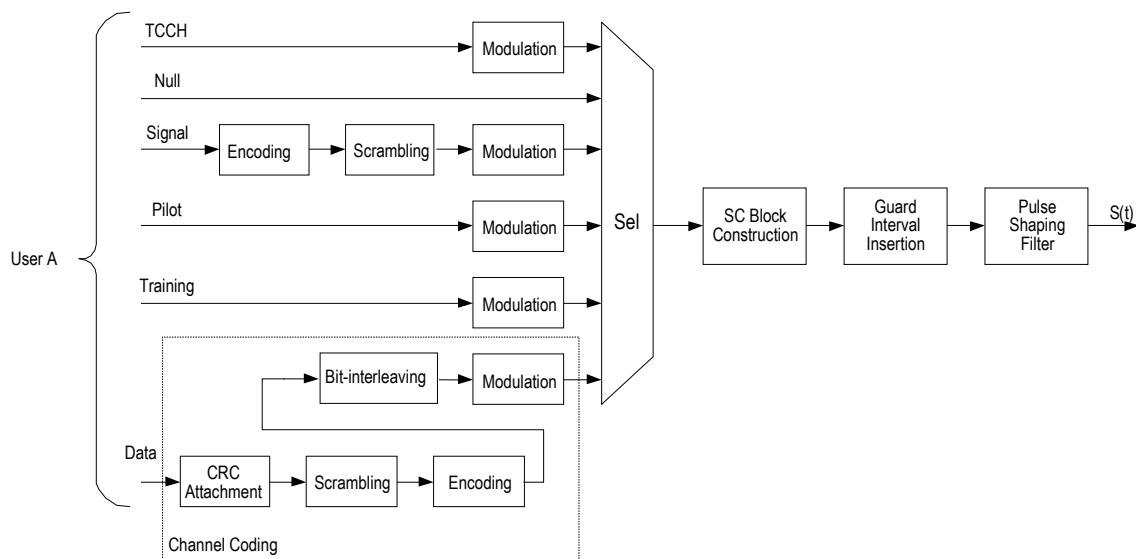 TCCH
Modulation
Null
Signal
Encoding
Scrambling
Modulation
Pilot
Modulation
User A
Training
Modulation
Sel
SC Block
Construction
Guard
Interval
Insertion
Pulse
Shaping
Filter
S(t)
Bit-interleaving
Modulation
Data
CRC
Attachment
Scrambling
Encoding
Channel Coding